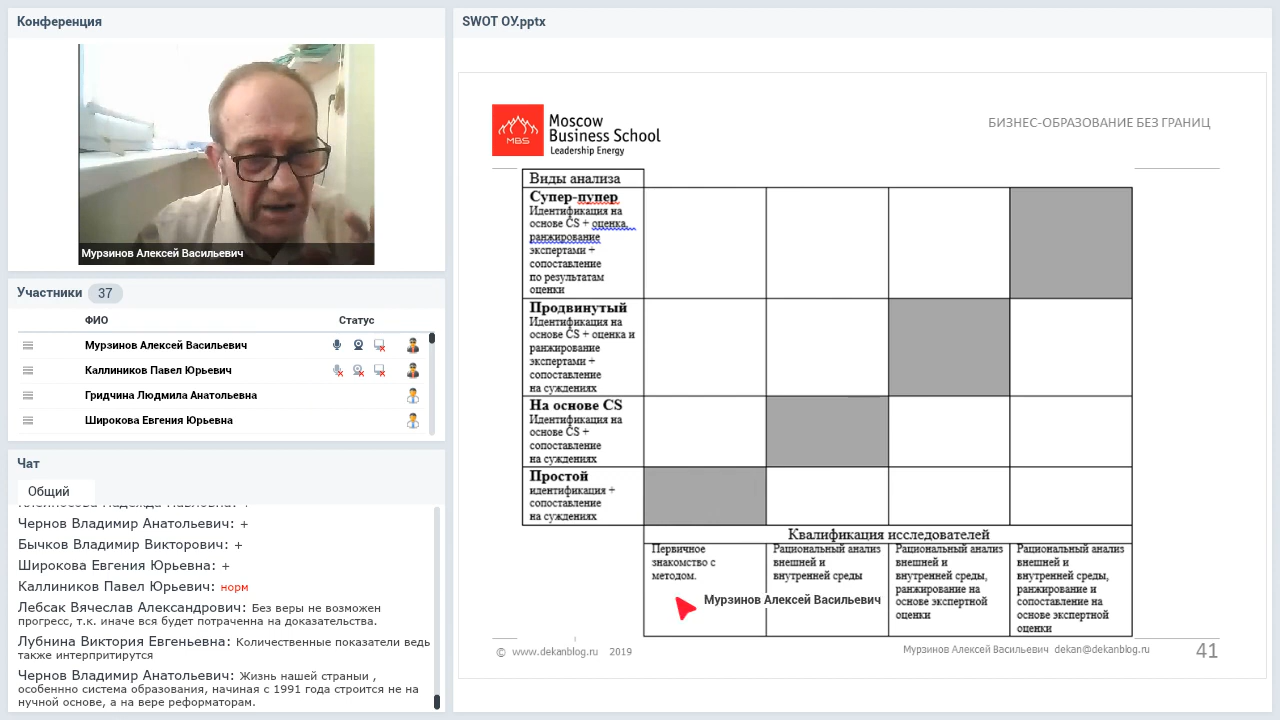 Конференция
Мурзинов Алексей Васильевич
Участники 37
ФИО Статус
Мурзинов Алексей Васильевич
Каллиников Павел Юрьевич
Гридчина Людмила Анатольевна
Широкова Евгения Юрьевна
Чат
Общий
Чернов Владимир Анатольевич: +
Бычков Владимир Викторович: +
Широкова Евгения Юрьевна: +
Каллиников Павел Юрьевич: норм
Лебсак Вячеслав Александрович: Без веры не возможен
прогресс, т.к. иначе вся будет потраченна на доказательства.
Лубнина Виктория Евгеньевна: Количественные показатели ведь
также интерпритирутся
Чернов Владимир Анатольевич: Жизнь нашей страныи ,
особеннно система образования, начиная с 1991 года строится не на
нучной основе, а на вере реформаторам.
SWOT ОУ.pptx
MBS
Moscow
Business School
Leadership Energy
БИЗНЕС-ОБРАЗОВАНИЕ БЕЗ ГРАНИЦ
Виды анализа
Супер-пупер
Идентификация на
основе CS + оценка,
ранжирование
экспертами +
сопоставление
по результатам
оценки
Продвинутый
Идентификация на
основе CS + оценка и
ранжирование
экспертами +
сопоставление
на суждениях
На основе CS
Идентификация на
основе CS +
сопоставление
на суждениях
Простой
идентификация +
сопоставление
на суждениях
Квалификация исследователей
Первичное
знакомство с
методом.
Рациональный анализ
внешней и
внутренней среды
Рациональный анализ
внешней и
внутренней среды,
ранжирование на
основе экспертной
оценки
Рациональный анализ
внешней и
внутренней среды,
ранжирование и
сопоставление на
основе экспертной
оценки
Мурзинов Алексей Васильевич
© www.dekanblog.ru 2019
Мурзинов Алексей Васильевич dekan@dekanblog.ru
41